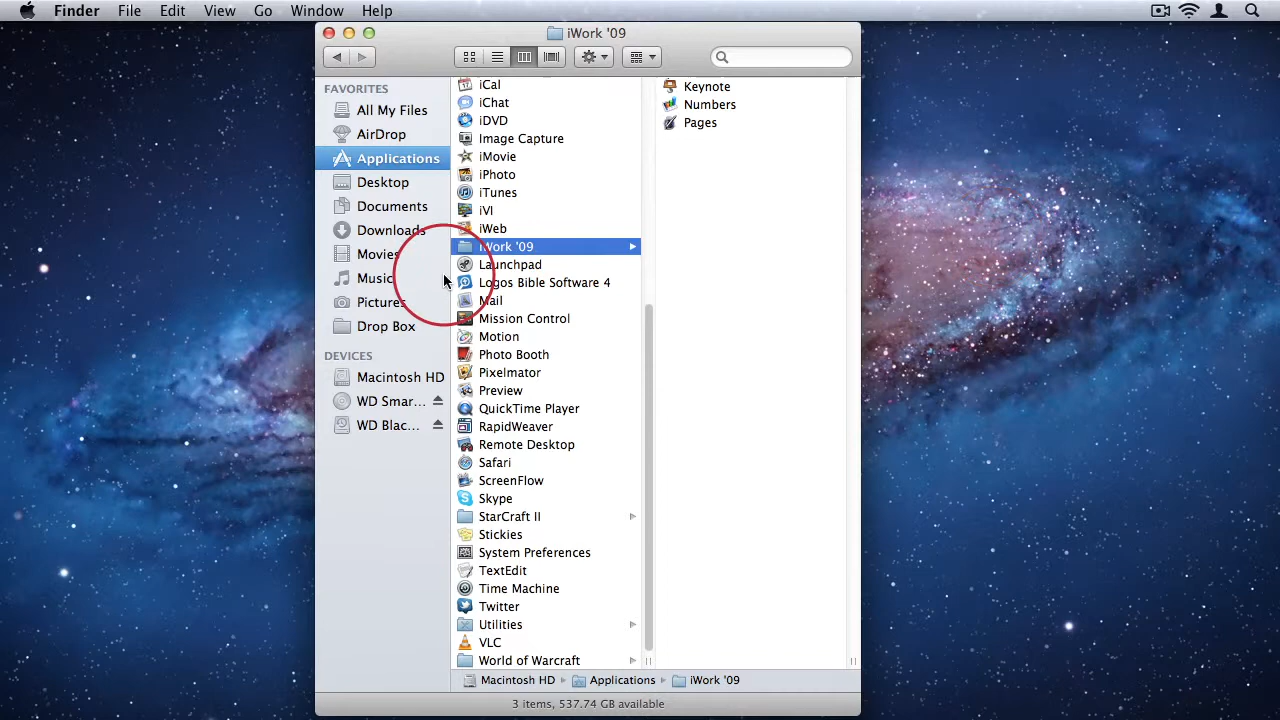 Finder File Edit View Go Window Help
iWork '09
FAVORITES
All My Files
AirDrop
Applications
Desktop
Documents
Downloads
Movies
Music
Pictures
Drop Box
DEVICES
Macintosh HD
WD Smar...
WD Blac...
iCal
iChat
iDVD
Image Capture
iMovie
iPhoto
iTunes
iVI
iWeb
iWork '09
Launchpad
Logos Bible Software 4
Mail
Mission Control
Motion
Photo Booth
Pixelmator
Preview
QuickTime Player
RapidWeaver
Remote Desktop
Safari
ScreenFlow
Skype
StarCraft II
Stickies
System Preferences
TextEdit
Time Machine
Twitter
Utilities
VLC
World of Warcraft
Keynote
Numbers
Pages
Macintosh HD Applications iWork '09
3 items, 537.74 GB available